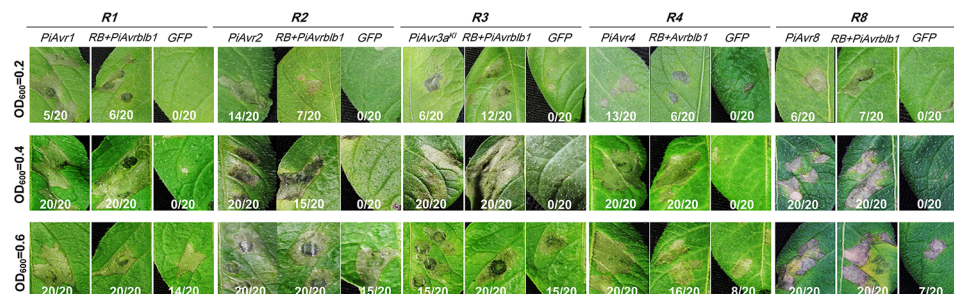 R1 R2 R3 R4 R8
PiAvr1 RB+PiAvrblb1 GFP PiAvr2 RB+PiAvrblb1 GFP PiAvr3aᴷᴵ RB+PiAvrblb1 GFP PiAvr4 RB+Avrblb1 GFP PiAvr8 RB+PiAvrblb1 GFP
OD₆₀₀=0.2
5/20 6/20 0/20 14/20 7/20 0/20 6/20 12/20 0/20 13/20 6/20 0/20 6/20 7/20 0/20
OD₆₀₀=0.4
20/20 20/20 0/20 20/20 15/20 0/20 20/20 20/20 0/20 20/20 20/20 0/20 20/20 20/20 0/20
OD₆₀₀=0.6
20/20 20/20 14/20 20/20 20/20 15/20 15/20 20/20 15/20 20/20 16/20 8/20 20/20 20/20 7/20